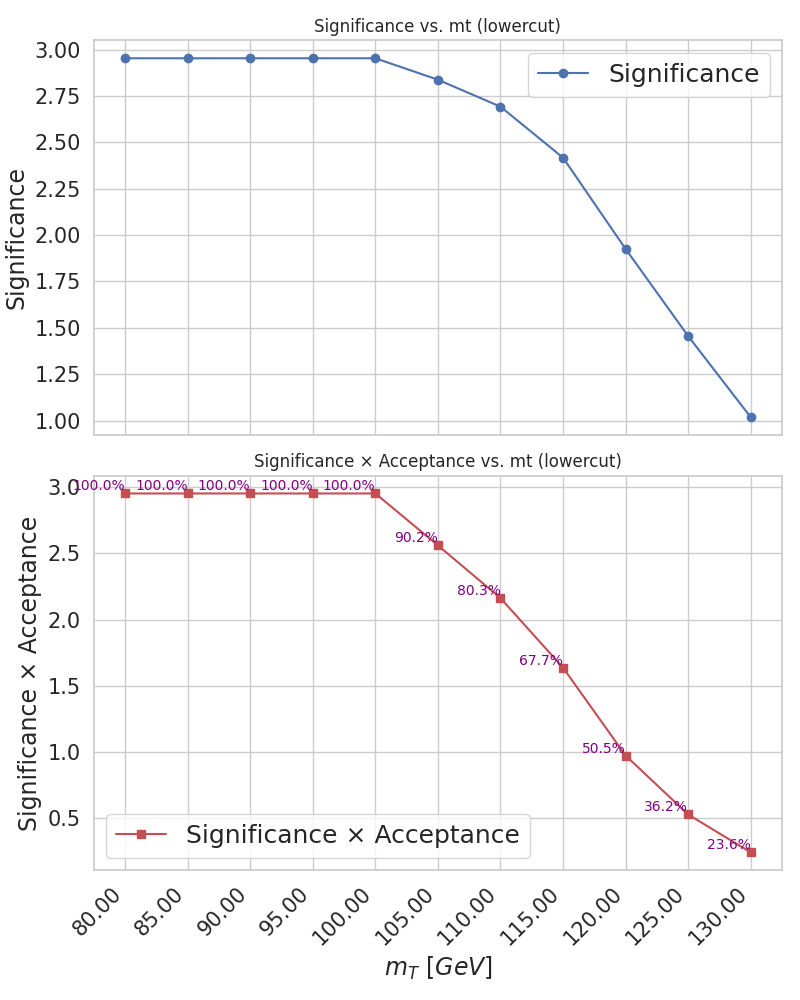 Significance vs. mt (lowercut)
3.00
2.75
2.50
2.25
2.00
1.75
1.50
1.25
1.00
Significance
Significance
Significance × Acceptance vs. mt (lowercut)
3.0
2.5
2.0
1.5
1.0
0.5
Significance × Acceptance
100.0% 100.0% 100.0% 100.0% 100.0%
90.2%
80.3%
67.7%
50.5%
36.2%
23.6%
Significance × Acceptance
80.00 85.00 90.00 95.00 100.00 105.00 110.00 115.00 120.00 125.00 130.00
m_T [GeV]